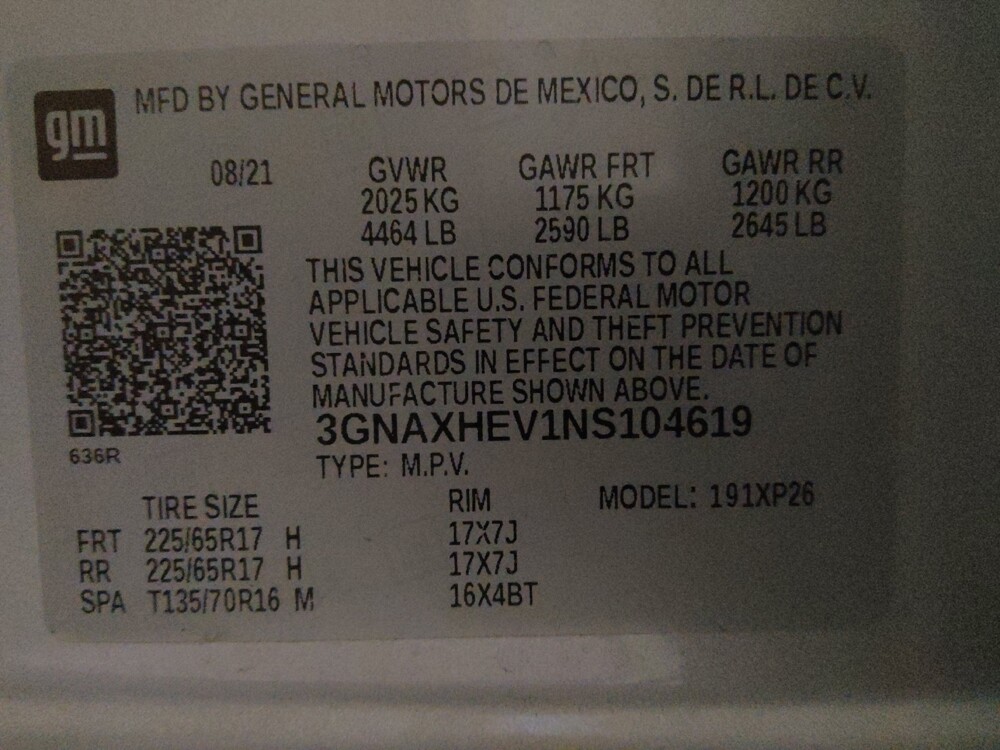 gm
MFD BY GENERAL MOTORS DE MEXICO, S. DE R.L. DE C.V.
08/21 GVWR GAWR FRT GAWR RR
2025 KG 1175 KG 1200 KG
4464 LB 2590 LB 2645 LB
THIS VEHICLE CONFORMS TO ALL
APPLICABLE U.S. FEDERAL MOTOR
VEHICLE SAFETY AND THEFT PREVENTION
STANDARDS IN EFFECT ON THE DATE OF
MANUFACTURE SHOWN ABOVE.
3GNAXHEV1NS104619
636R
TYPE: M.P.V.
TIRE SIZE RIM MODEL: 191XP26
FRT 225/65R17 H 17X7J
RR 225/65R17 H 17X7J
SPA T135/70R16 M 16X4BT